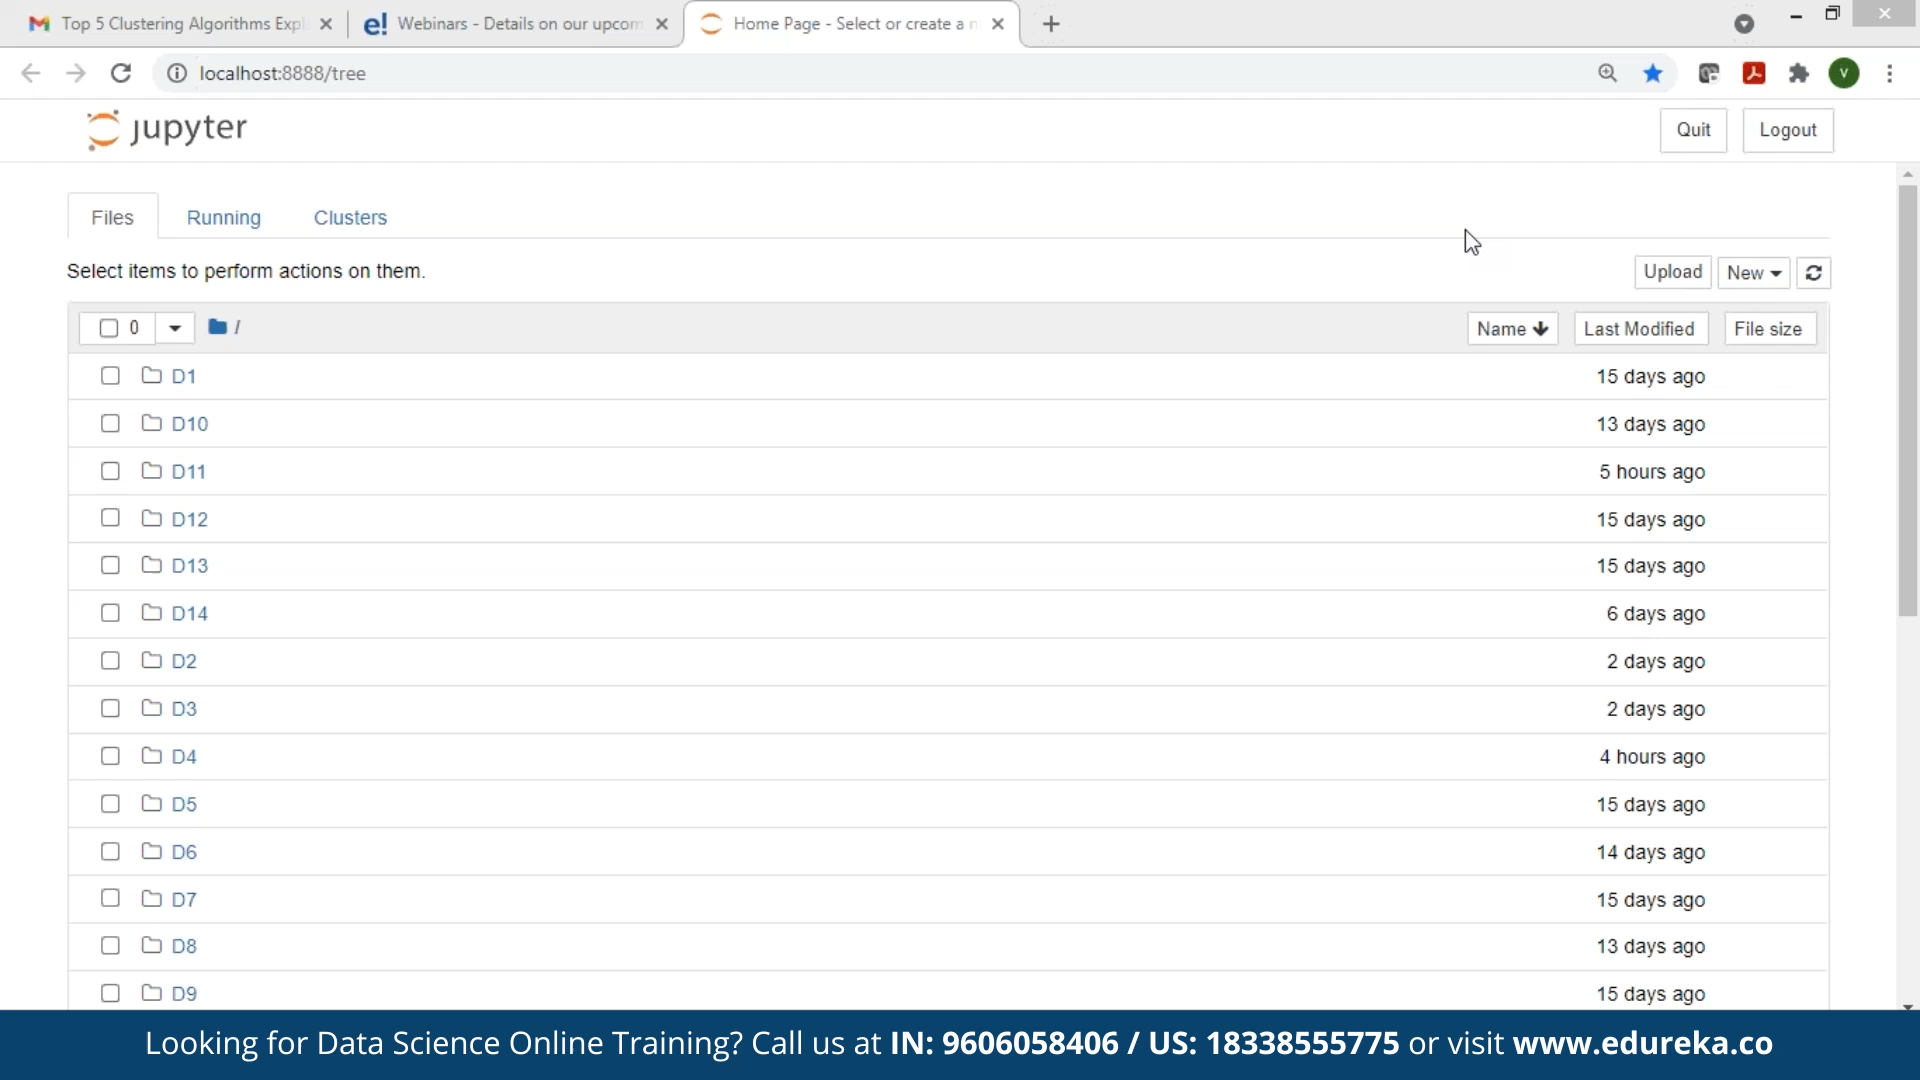 Top 5 Clustering Algorithms Expl
e! Webinars - Details on our upcom
Home Page - Select or create a n
localhost:8888/tree
V
jupyter
Quit
Logout
Files
Running
Clusters
Select items to perform actions on them.
Upload
New
0
/
Name
Last Modified
File size
D1 15 days ago
D10 13 days ago
D11 5 hours ago
D12 15 days ago
D13 15 days ago
D14 6 days ago
D2 2 days ago
D3 2 days ago
D4 4 hours ago
D5 15 days ago
D6 14 days ago
D7 15 days ago
D8 13 days ago
D9 15 days ago
Looking for Data Science Online Training? Call us at IN: 9606058406 / US: 18338555775 or visit www.edureka.co